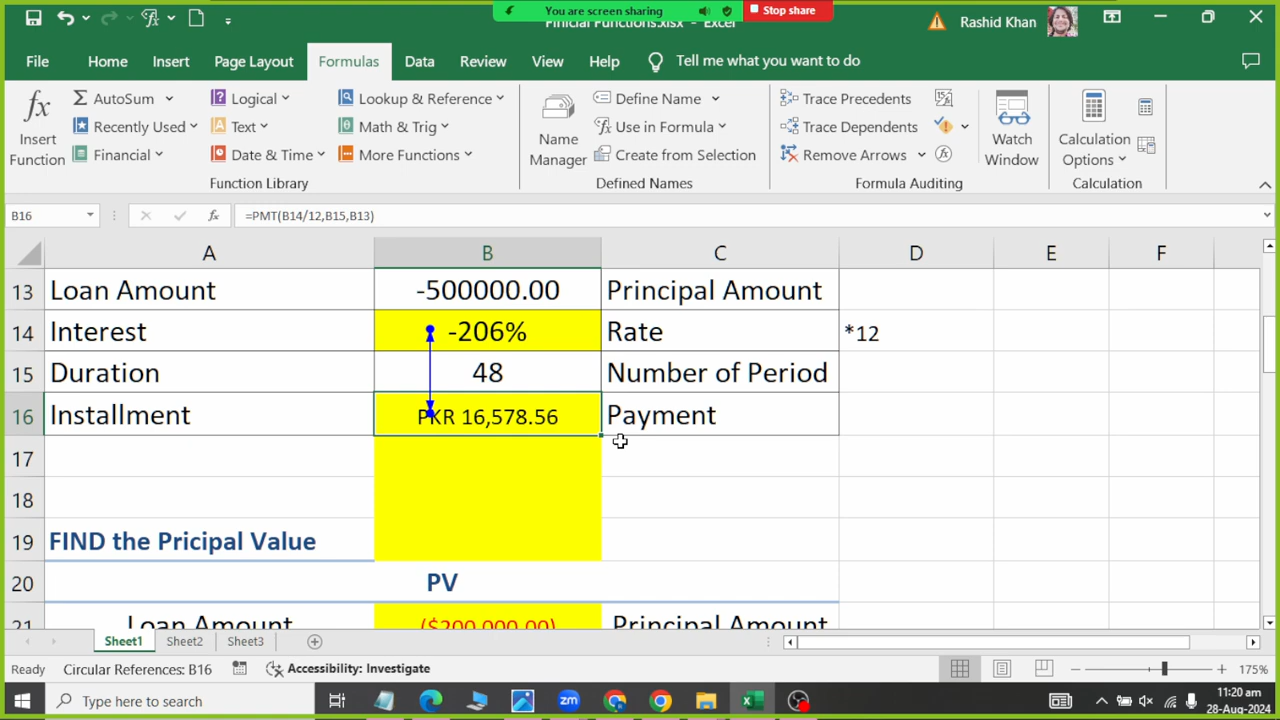 You are screen sharing
Stop share
Pinicial Functions.xlsx - Excel
Rashid Khan
File Home Insert Page Layout Formulas Data Review View Help Tell me what you want to do
AutoSum
Logical
Lookup & Reference
Define Name
Trace Precedents
Recently Used
Text
Math & Trig
Use in Formula
Trace Dependents
Financial
Date & Time
More Functions
Create from Selection
Remove Arrows
Insert Function
Name Manager
Watch Window
Calculation Options
Function Library
Defined Names
Formula Auditing
Calculation
B16 fx =PMT(B14/12,B15,B13)
A B C D E F
13 Loan Amount -500000.00 Principal Amount
14 Interest -206% Rate *12
15 Duration 48 Number of Period
16 Installment PKR 16,578.56 Payment
17
18
19 FIND the Pricipal Value
20 PV
21 Loan Amount ($200,000.00) Principal Amount
Sheet1 Sheet2 Sheet3
Ready Circular References: B16 Accessibility: Investigate 175%
Type here to search
zm
11:20 am
28-Aug-2024